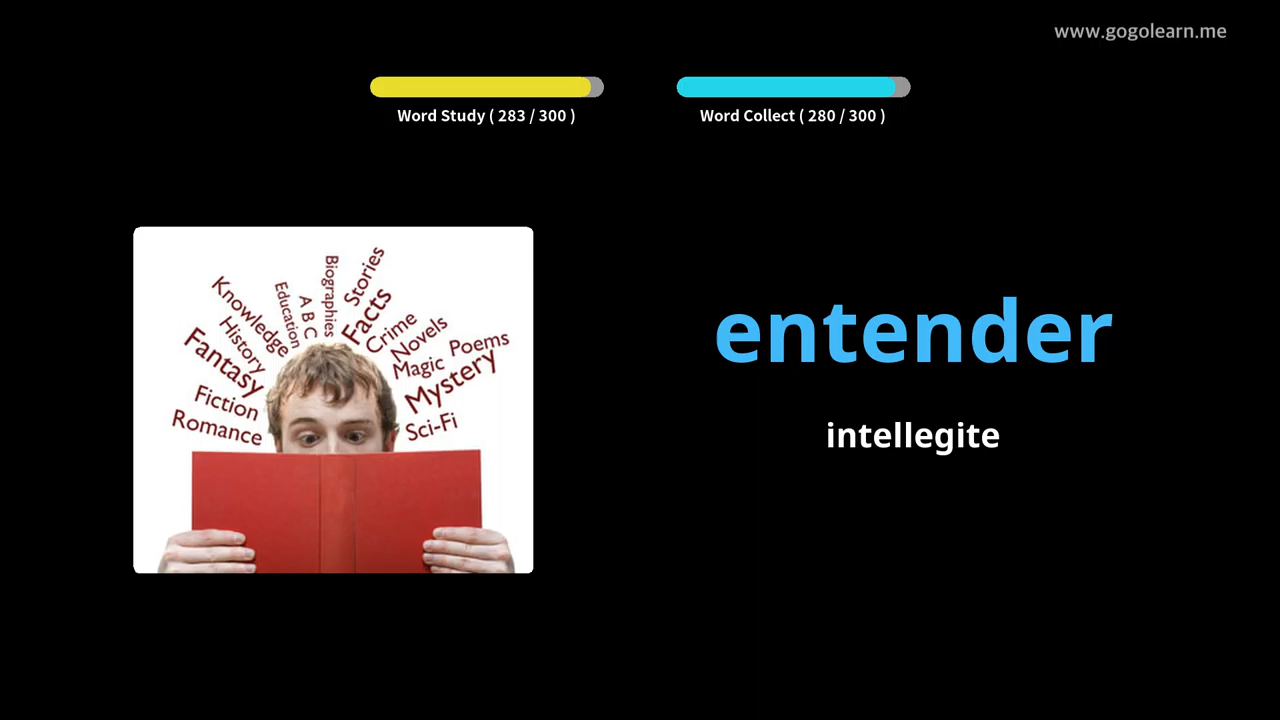 www.gogolearn.me
Word Study ( 283 / 300 )
Word Collect ( 280 / 300 )
Knowledge
Education
A B C
Biographies
Stories
Facts
History
Crime
Novels
Fantasy
Magic
Poems
Mystery
Fiction
Romance
Sci-Fi
entender
intellegite